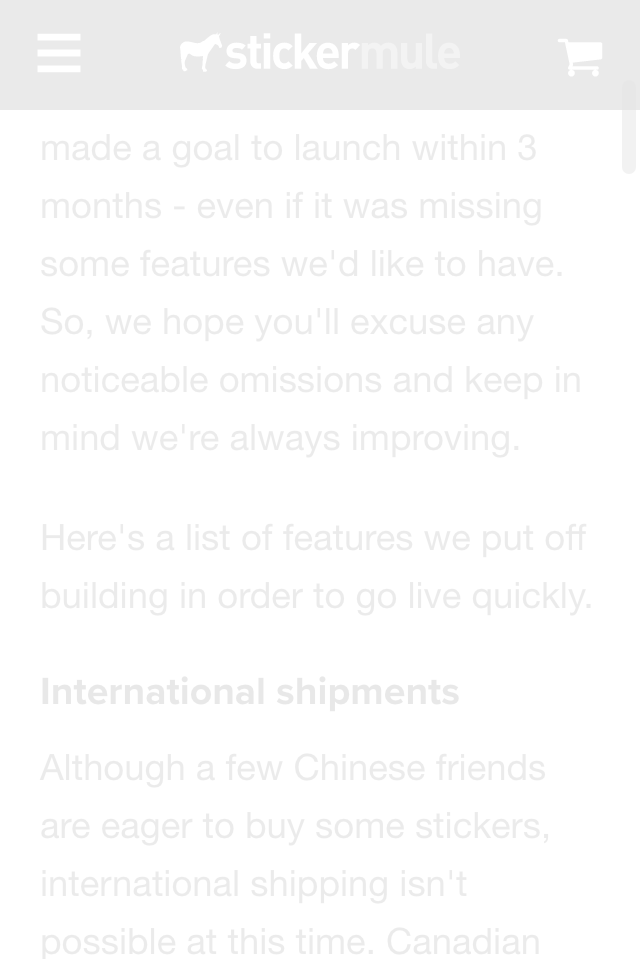 stickermule
made a goal to launch within 3
months - even if it was missing
some features we'd like to have.
So, we hope you'll excuse any
noticeable omissions and keep in
mind we're always improving.
Here's a list of features we put off
building in order to go live quickly.
International shipments
Although a few Chinese friends
are eager to buy some stickers,
international shipping isn't
possible at this time. Canadian